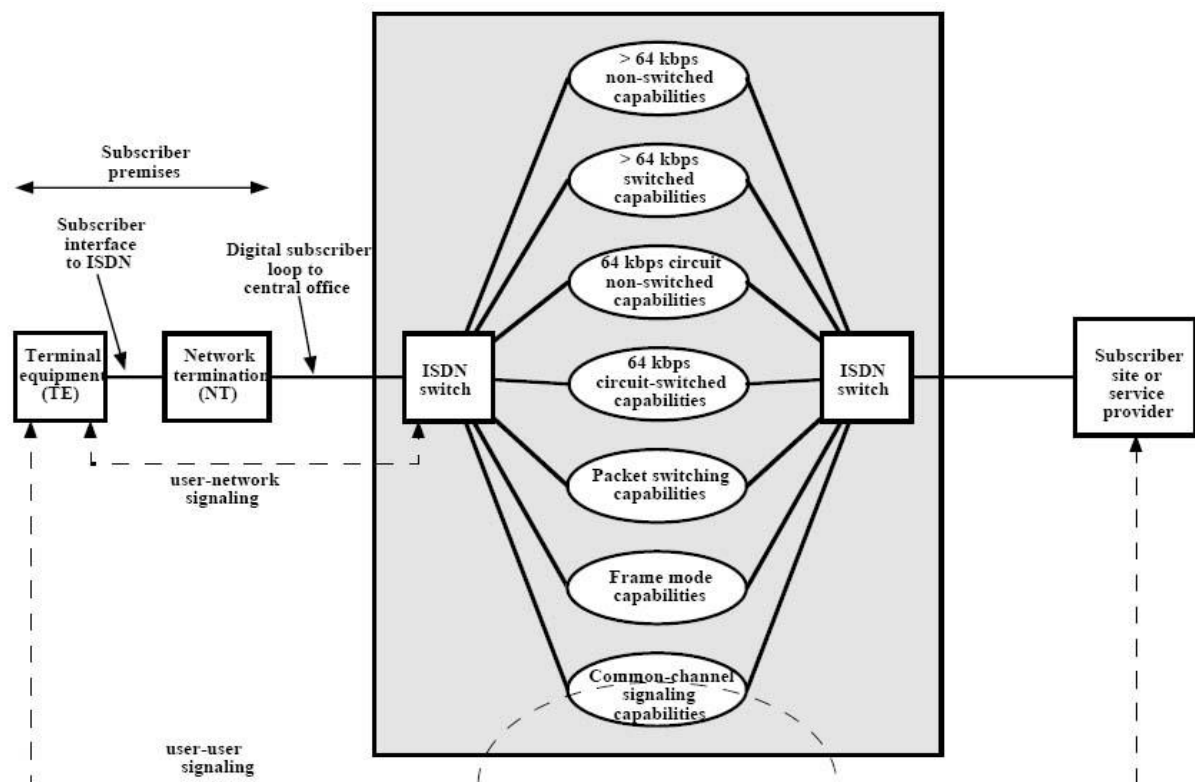 > 64 kbps
non-switched
capabilities
> 64 kbps
switched
capabilities
Subscriber
premises
Subscriber
interface
to ISDN
Digital subscriber
loop to
central office
64 kbps circuit
non-switched
capabilities
Terminal
equipment
(TE)
Network
termination
(NT)
ISDN
switch
64 kbps
circuit-switched
capabilities
ISDN
switch
Subscriber
site or
service
provider
user-network
signaling
Packet switching
capabilities
Frame mode
capabilities
Common-channel
signaling
capabilities
user-user
signaling